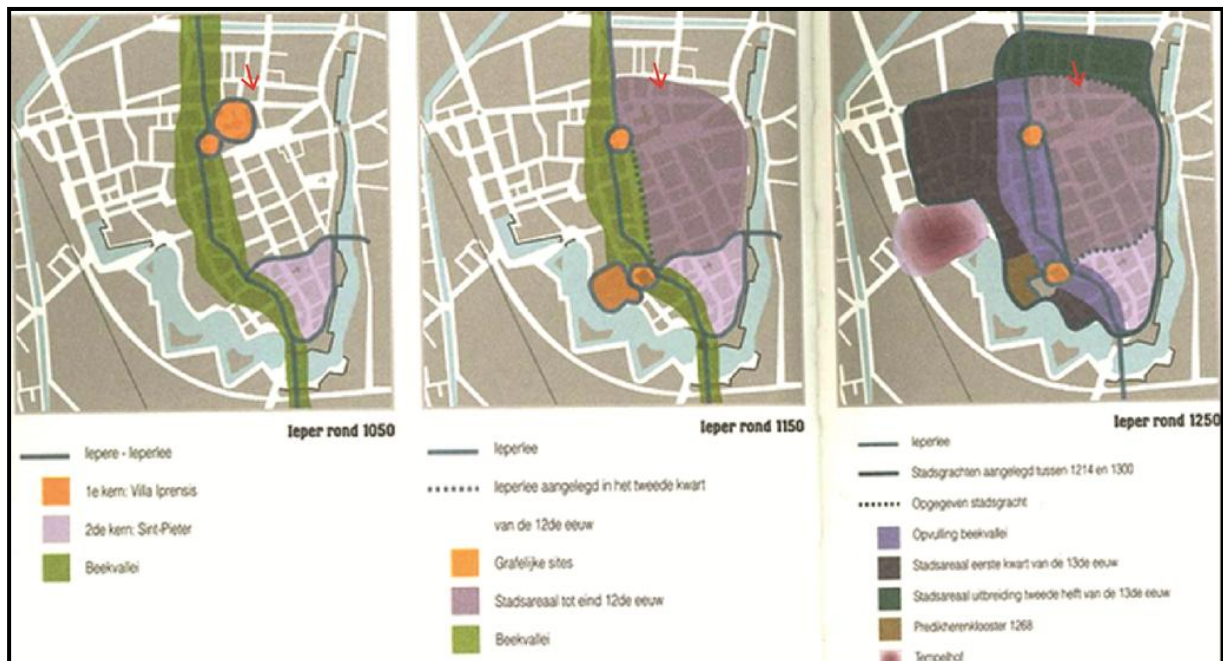 Ieper rond 1050
Iepere - Ieperlee
1e kern: Villa Iprensis
2de kern: Sint-Pieter
Beekvallei
Ieper rond 1150
Ieperlee
Ieperlee aangelegd in het tweede kwart
van de 12de eeuw
Grafelijke sites
Stadsareaal tot eind 12de eeuw
Beekvallei
Ieper rond 1250
Ieperlee
Stadsgrachten aangelegd tussen 1214 en 1300
Opgegeven stadsgracht
Opvulling beekvallei
Stadsareaal eerste kwart van de 13de eeuw
Stadsareaal uitbreiding tweede helft van de 13de eeuw
Predikherenklooster 1268
Tempelhof